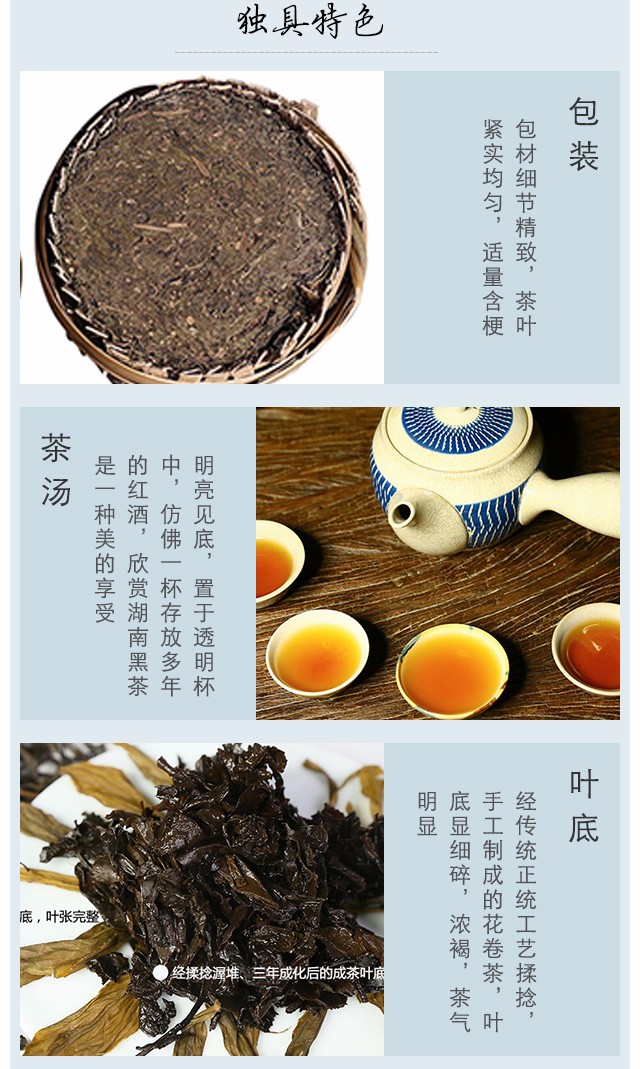 独具特色
包装
包材细节精致，茶叶
紧实均匀，适量含梗
茶汤
明亮见底，置于透明杯
中，仿佛一杯存放多年
的红酒，欣赏湖南黑茶
是一种美的享受
叶底
经传统正统工艺揉捻，
手工制成的花卷茶，叶
底显细碎，浓褐，茶气
明显
底，叶张完整
经揉捻渥堆、三年成化后的成茶叶底